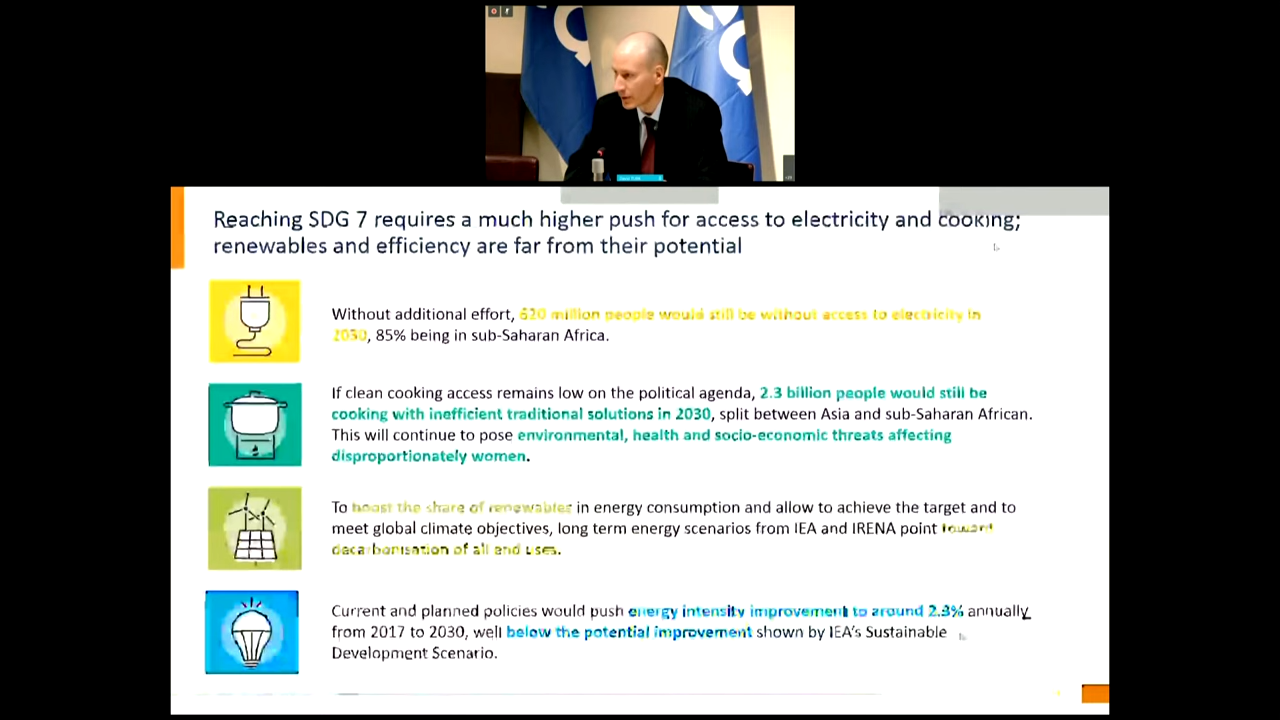 Reaching SDG 7 requires a much higher push for access to electricity and cooking;
renewables and efficiency are far from their potential
Without additional effort, 620 million people would still be without access to electricity in
2030, 85% being in sub-Saharan Africa.
If clean cooking access remains low on the political agenda, 2.3 billion people would still be
cooking with inefficient traditional solutions in 2030, split between Asia and sub-Saharan African.
This will continue to pose environmental, health and socio-economic threats affecting
disproportionately women.
To boost the share of renewables in energy consumption and allow to achieve the target and to
meet global climate objectives, long term energy scenarios from IEA and IRENA point toward
decarbonisation of all end uses.
Current and planned policies would push energy intensity improvement to around 2.3% annually
from 2017 to 2030, well below the potential improvement shown by IEA's Sustainable
Development Scenario.